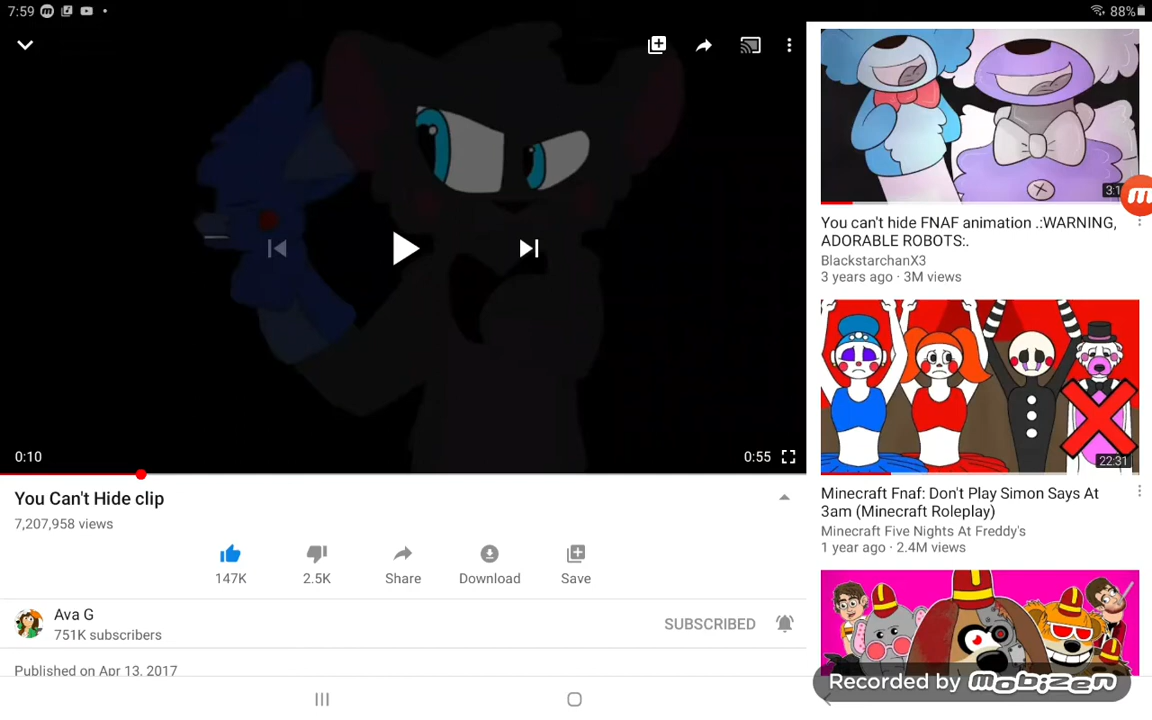 7:59
88%
0:10
0:55
You Can't Hide clip
7,207,958 views
147K
2.5K
Share
Download
Save
Ava G
751K subscribers
SUBSCRIBED
Published on Apr 13, 2017
3:1
You can't hide FNAF animation .:WARNING,
ADORABLE ROBOTS:.
BlackstarchanX3
3 years ago · 3M views
22:31
Minecraft Fnaf: Don't Play Simon Says At
3am (Minecraft Roleplay)
Minecraft Five Nights At Freddy's
1 year ago · 2.4M views
Recorded by mobizen